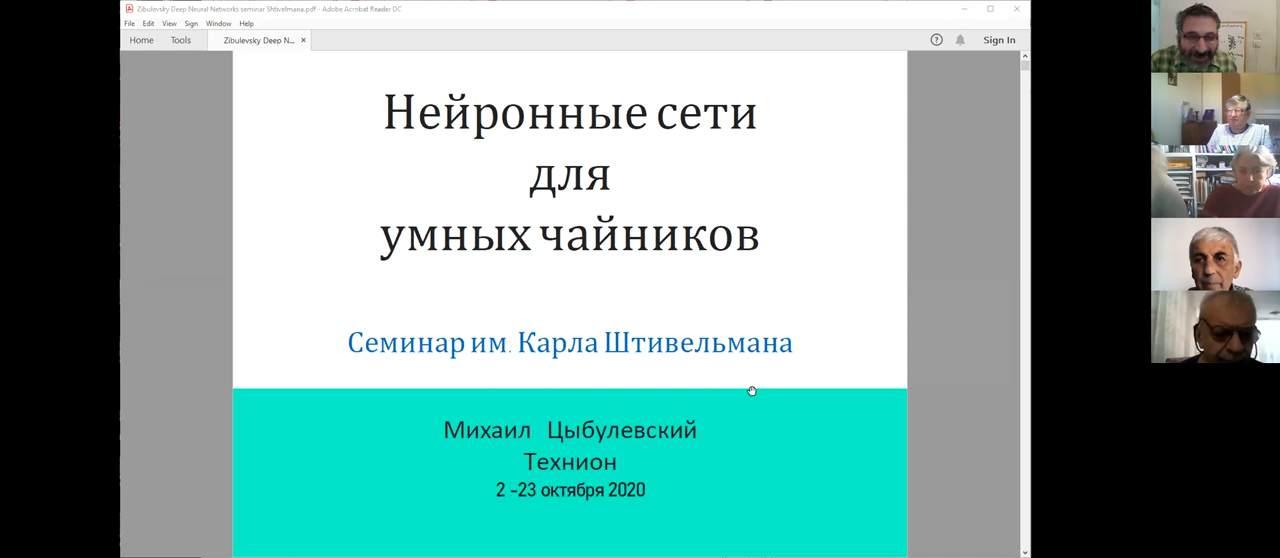 Zibulevsky Deep Neural Networks seminar Shtivelmana.pdf - Adobe Acrobat Reader DC
File Edit View Sign Window Help
Home Tools Zibulevsky Deep N... × Sign In
Нейронные сети
для
умных чайников
Семинар им. Карла Штивельмана
Михаил Цыбулевский
Технион
2 -23 октября 2020